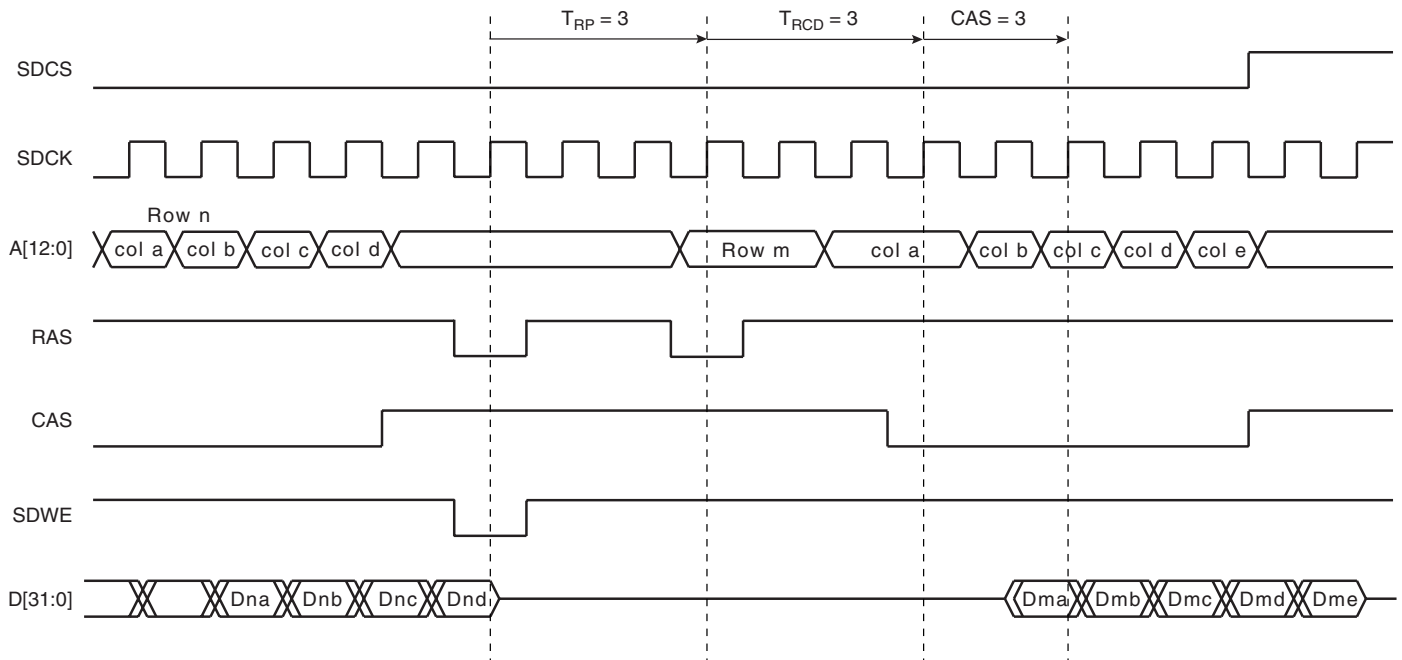 T_RP = 3 T_RCD = 3 CAS = 3
SDCS
SDCK
Row n
A[12:0] col a col b col c col d Row m col a col b col c col d col e
RAS
CAS
SDWE
D[31:0] Dna Dnb Dnc Dnd Dma Dmb Dmc Dmd Dme